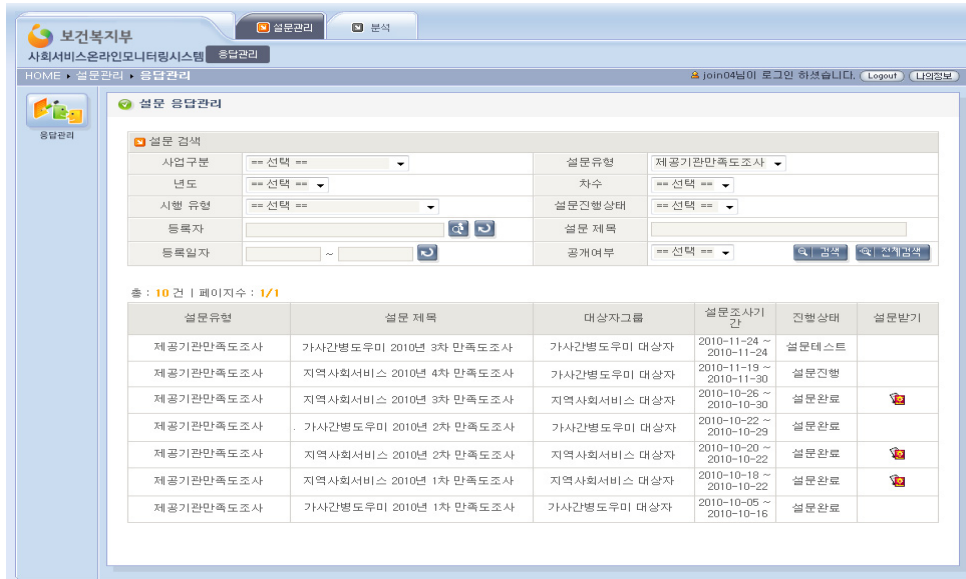 설문관리 분석
보건복지부
사회서비스온라인모니터링시스템 응답관리
HOME ▸ 설문관리 ▸ 응답관리 join04님이 로그인 하셨습니다. Logout 나의정보
응답관리
설문 응답관리
설문 검색
사업구분 == 선택 == 설문유형 제공기관만족도조사
년도 == 선택 == 차수 == 선택 ==
시행 유형 == 선택 == 설문진행상태 == 선택 ==
등록자 설문 제목
등록일자 ~ 공개여부 == 선택 == 검색 전체검색
총 : 10 건 | 페이지수 : 1/1
설문유형 설문 제목 대상자그룹 설문조사기간 진행상태 설문받기
제공기관만족도조사 가사간병도우미 2010년 3차 만족도조사 가사간병도우미 대상자 2010-11-24 ~ 2010-11-24 설문테스트
제공기관만족도조사 지역사회서비스 2010년 4차 만족도조사 가사간병도우미 대상자 2010-11-19 ~ 2010-11-30 설문진행
제공기관만족도조사 지역사회서비스 2010년 3차 만족도조사 지역사회서비스 대상자 2010-10-26 ~ 2010-10-30 설문완료
제공기관만족도조사 . 가사간병도우미 2010년 2차 만족도조사 가사간병도우미 대상자 2010-10-22 ~ 2010-10-29 설문완료
제공기관만족도조사 지역사회서비스 2010년 2차 만족도조사 지역사회서비스 대상자 2010-10-20 ~ 2010-10-22 설문완료
제공기관만족도조사 지역사회서비스 2010년 1차 만족도조사 지역사회서비스 대상자 2010-10-18 ~ 2010-10-22 설문완료
제공기관만족도조사 가사간병도우미 2010년 1차 만족도조사 가사간병도우미 대상자 2010-10-05 ~ 2010-10-16 설문완료